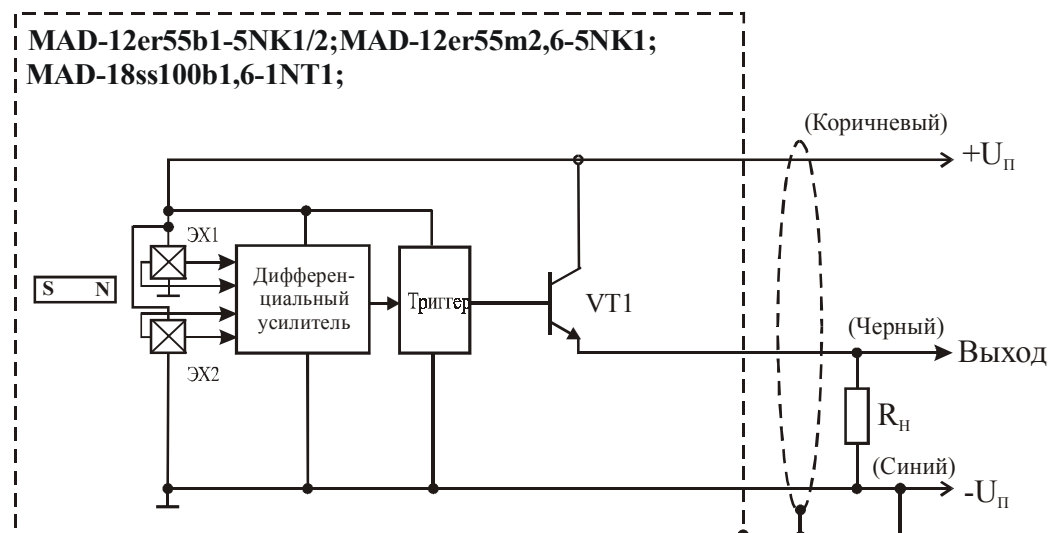 MAD-12er55b1-5NK1/2;MAD-12er55m2,6-5NK1;
MAD-18ss100b1,6-1NT1;
(Коричневый)
+Uп
ЭХ1
S N
Дифферен-
циальный
усилитель
Триггер
VT1
(Черный)
Выход
ЭХ2
Rн
(Синий)
-Uп